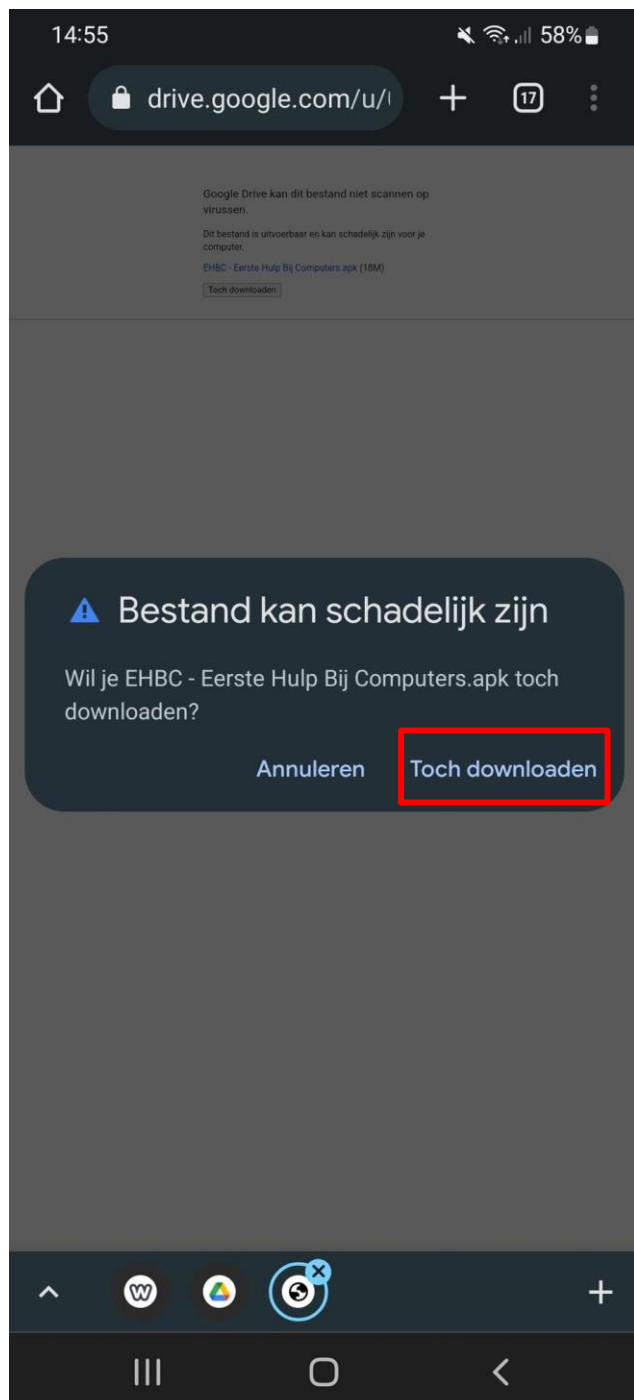 14:55
58%
drive.google.com/u/
17
Google Drive kan dit bestand niet scannen op
virussen.
Dit bestand is uitvoerbaar en kan schadelijk zijn voor je
computer.
EHBC - Eerste Hulp Bij Computers.apk (18M)
Toch downloaden
Bestand kan schadelijk zijn
Wil je EHBC - Eerste Hulp Bij Computers.apk toch
downloaden?
Annuleren Toch downloaden